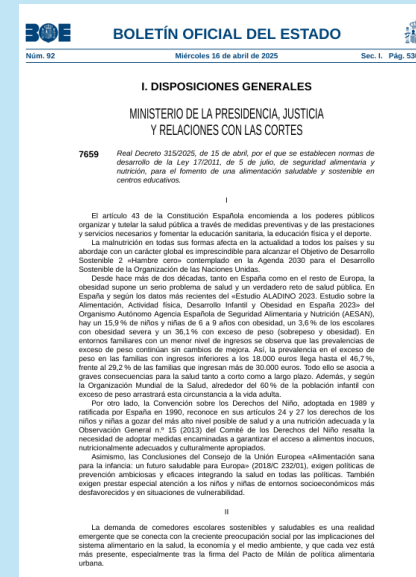 BOE
BOLETÍN OFICIAL DEL ESTADO
Núm. 92
Miércoles 16 de abril de 2025
Sec. I. Pág.
I. DISPOSICIONES GENERALES
MINISTERIO DE LA PRESIDENCIA, JUSTICIA
Y RELACIONES CON LAS CORTES
7659
Real Decreto 315/2025, de 15 de abril, por el que se establecen normas de
desarrollo de la Ley 17/2011, de 5 de julio, de seguridad alimentaria y
nutrición, para el fomento de una alimentación saludable y sostenible en
centros educativos.
I
El artículo 43 de la Constitución Española encomienda a los poderes públicos
organizar y tutelar la salud pública a través de medidas preventivas y de las prestaciones
y servicios necesarios y fomentar la educación sanitaria, la educación física y el deporte.
La malnutrición en todas sus formas afecta en la actualidad a todos los países y su
abordaje con un carácter global es imprescindible para alcanzar el Objetivo de Desarrollo
Sostenible 2 «Hambre cero» contemplado en la Agenda 2030 para el Desarrollo
Sostenible de la Organización de las Naciones Unidas.
Desde hace más de dos décadas, tanto en España como en el resto de Europa, la
obesidad supone un serio problema de salud y un verdadero reto de salud pública. En
España y según los datos más recientes del «Estudio ALADINO 2023. Estudio sobre la
Alimentación, Actividad física, Desarrollo Infantil y Obesidad en España 2023» del
Organismo Autónomo Agencia Española de Seguridad Alimentaria y Nutrición (AESAN),
hay un 15,9 % de niños y niñas de 6 a 9 años con obesidad, un 3,6 % de los escolares
con obesidad severa y un 36,1 % con exceso de peso (sobrepeso y obesidad). En
entornos familiares con un menor nivel de ingresos se observa que las prevalencias de
exceso de peso continúan sin cambios de mejora. Así, la prevalencia en el exceso de
peso en las familias con ingresos inferiores a los 18.000 euros llega hasta el 46,7 %,
frente al 29,2 % de las familias que ingresan más de 30.000 euros. Todo ello se asocia a
graves consecuencias para la salud tanto a corto como a largo plazo. Además, y según
la Organización Mundial de la Salud, alrededor del 60 % de la población infantil con
exceso de peso arrastrará esta circunstancia a la vida adulta.
Por otro lado, la Convención sobre los Derechos del Niño, adoptada en 1989 y
ratificada por España en 1990, reconoce en sus artículos 24 y 27 los derechos de los
niños y niñas a gozar del más alto nivel posible de salud y a una nutrición adecuada y la
Observación General n.º 15 (2013) del Comité de los Derechos del Niño resalta la
necesidad de adoptar medidas encaminadas a garantizar el acceso a alimentos inocuos,
nutricionalmente adecuados y culturalmente apropiados.
Asimismo, las Conclusiones del Consejo de la Unión Europea «Alimentación sana
para la infancia: un futuro saludable para Europa» (2018/C 232/01), exigen políticas de
prevención ambiciosas y eficaces integrando la salud en todas las políticas. También
exigen prestar especial atención a los niños y niñas de entornos socioeconómicos más
desfavorecidos y en situaciones de vulnerabilidad.
II
La demanda de comedores escolares sostenibles y saludables es una realidad
emergente que se conecta con la creciente preocupación social por las implicaciones del
sistema alimentario en la salud, la economía y el medio ambiente, y que cada vez está
más presente, especialmente tras la firma del Pacto de Milán de política alimentaria
urbana.